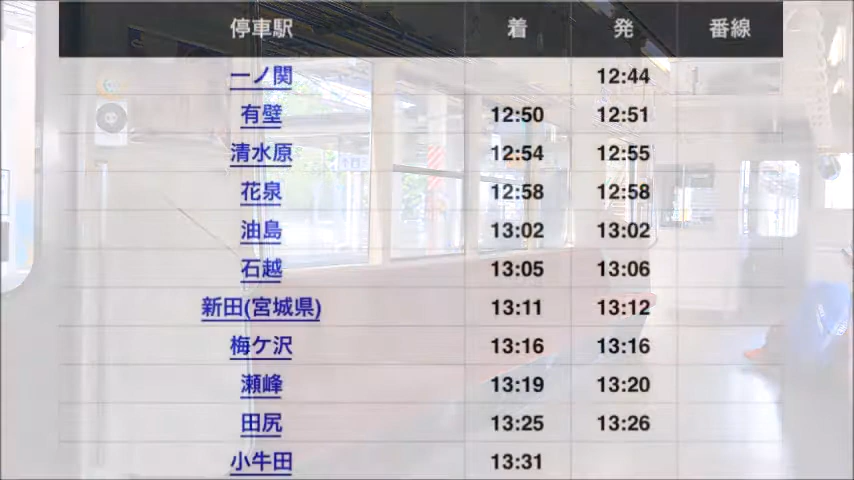 停車駅 着 発 番線
一ノ関 12:44
有壁 12:50 12:51
清水原 12:54 12:55
花泉 12:58 12:58
油島 13:02 13:02
石越 13:05 13:06
新田(宮城県) 13:11 13:12
梅ケ沢 13:16 13:16
瀬峰 13:19 13:20
田尻 13:25 13:26
小牛田 13:31